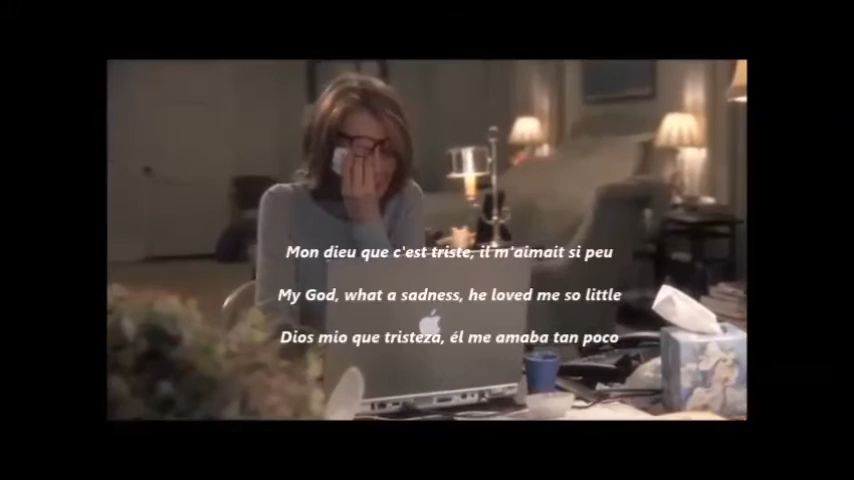 Mon dieu que c'est triste, il m'aimait si peu
My God, what a sadness, he loved me so little
Dios mio que tristeza, él me amaba tan poco